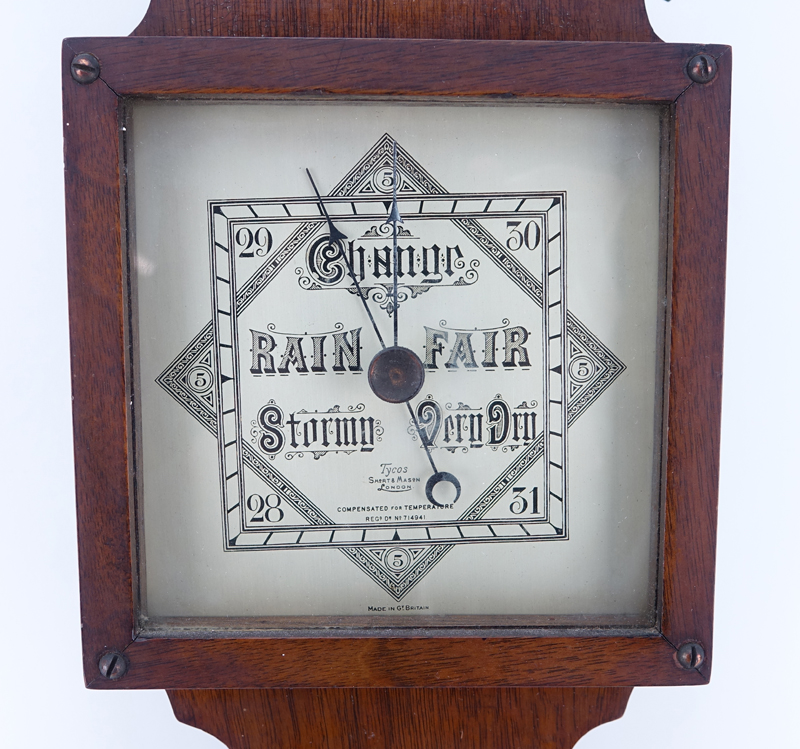 5
29
30
Change
RAIN FAIR
5
5
Stormy Very Dry
Tycos
SHORT & MASON
LONDON
28
31
COMPENSATED FOR TEMPERATURE
REGD. DS. NO. 714941
5
MADE IN GT. BRITAIN